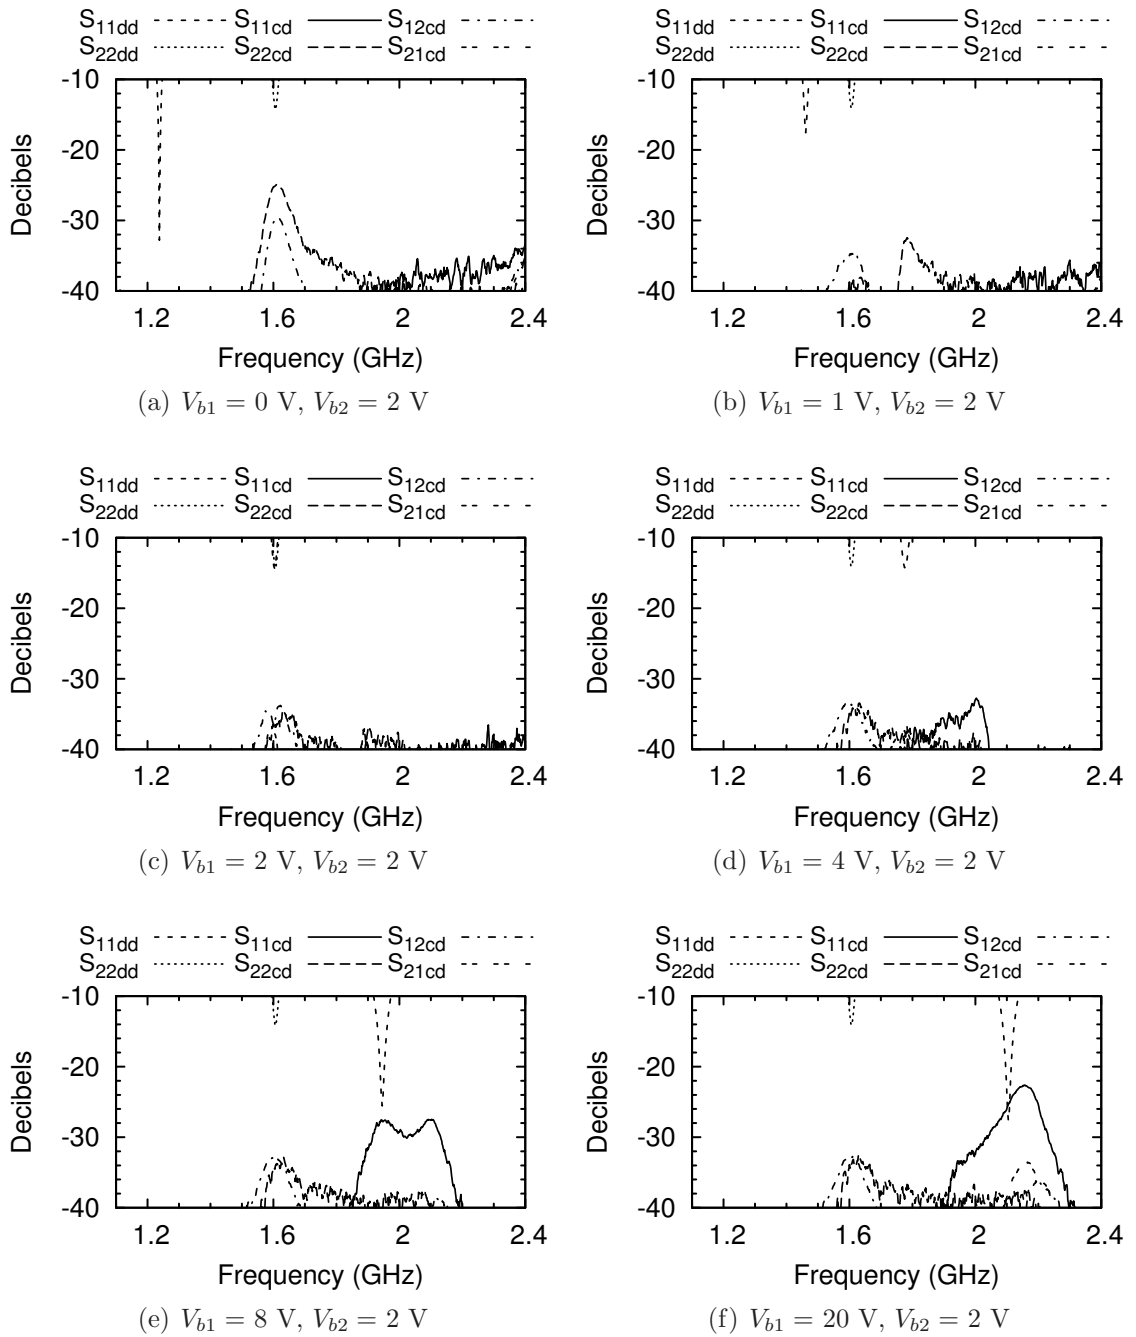 S11dd S11cd S12cd
S22dd S22cd S21cd
-10
-20
-30
-40
Decibels
1.2 1.6 2 2.4
Frequency (GHz)
(a) Vb1 = 0 V, Vb2 = 2 V
S11dd S11cd S12cd
S22dd S22cd S21cd
-10
-20
-30
-40
Decibels
1.2 1.6 2 2.4
Frequency (GHz)
(b) Vb1 = 1 V, Vb2 = 2 V
S11dd S11cd S12cd
S22dd S22cd S21cd
-10
-20
-30
-40
Decibels
1.2 1.6 2 2.4
Frequency (GHz)
(c) Vb1 = 2 V, Vb2 = 2 V
S11dd S11cd S12cd
S22dd S22cd S21cd
-10
-20
-30
-40
Decibels
1.2 1.6 2 2.4
Frequency (GHz)
(d) Vb1 = 4 V, Vb2 = 2 V
S11dd S11cd S12cd
S22dd S22cd S21cd
-10
-20
-30
-40
Decibels
1.2 1.6 2 2.4
Frequency (GHz)
(e) Vb1 = 8 V, Vb2 = 2 V
S11dd S11cd S12cd
S22dd S22cd S21cd
-10
-20
-30
-40
Decibels
1.2 1.6 2 2.4
Frequency (GHz)
(f) Vb1 = 20 V, Vb2 = 2 V